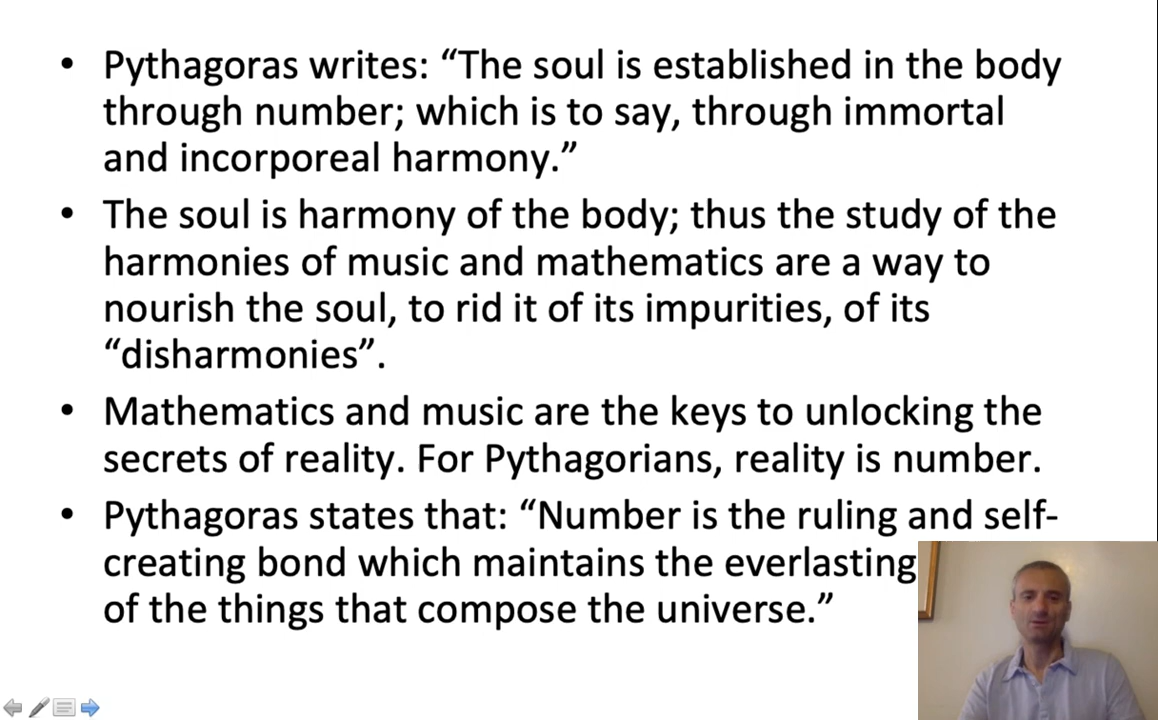 • Pythagoras writes: “The soul is established in the body
through number; which is to say, through immortal
and incorporeal harmony.”
• The soul is harmony of the body; thus the study of the
harmonies of music and mathematics are a way to
nourish the soul, to rid it of its impurities, of its
“disharmonies”.
• Mathematics and music are the keys to unlocking the
secrets of reality. For Pythagorians, reality is number.
• Pythagoras states that: “Number is the ruling and self-
creating bond which maintains the everlasting
of the things that compose the universe.”